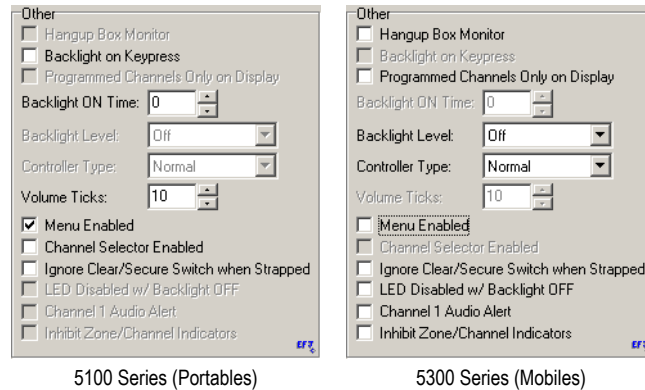 Other
Hangup Box Monitor
Backlight on Keypress
Programmed Channels Only on Display
Backlight ON Time: 0
Backlight Level: Off
Controller Type: Normal
Volume Ticks: 10
Menu Enabled
Channel Selector Enabled
Ignore Clear/Secure Switch when Strapped
LED Disabled w/ Backlight OFF
Channel 1 Audio Alert
Inhibit Zone/Channel Indicators
EFJ
5100 Series (Portables)
Other
Hangup Box Monitor
Backlight on Keypress
Programmed Channels Only on Display
Backlight ON Time: 0
Backlight Level: Off
Controller Type: Normal
Volume Ticks: 10
Menu Enabled
Channel Selector Enabled
Ignore Clear/Secure Switch when Strapped
LED Disabled w/ Backlight OFF
Channel 1 Audio Alert
Inhibit Zone/Channel Indicators
EFJ
5300 Series (Mobiles)